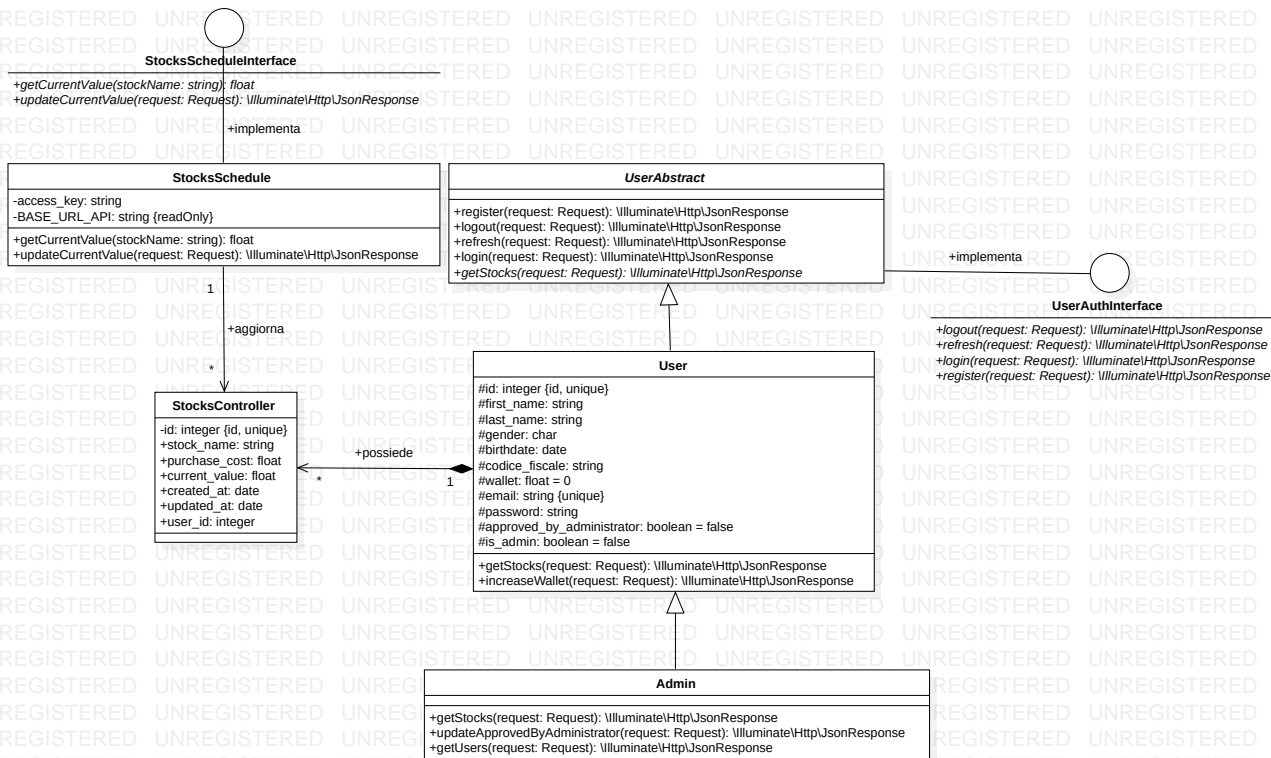 StocksScheduleInterface
+getCurrentValue(stockName: string): float
+updateCurrentValue(request: Request): \Illuminate\Http\JsonResponse
+implementa
StocksSchedule
-access_key: string
-BASE_URL_API: string {readOnly}
+getCurrentValue(stockName: string): float
+updateCurrentValue(request: Request): \Illuminate\Http\JsonResponse
UserAbstract
+register(request: Request): \Illuminate\Http\JsonResponse
+logout(request: Request): \Illuminate\Http\JsonResponse
+refresh(request: Request): \Illuminate\Http\JsonResponse
+login(request: Request): \Illuminate\Http\JsonResponse
+getStocks(request: Request): \Illuminate\Http\JsonResponse
+implementa
UserAuthInterface
+logout(request: Request): \Illuminate\Http\JsonResponse
+refresh(request: Request): \Illuminate\Http\JsonResponse
+login(request: Request): \Illuminate\Http\JsonResponse
+register(request: Request): \Illuminate\Http\JsonResponse
1
+aggiorna
*
StocksController
-id: integer {id, unique}
+stock_name: string
+purchase_cost: float
+current_value: float
+created_at: date
+updated_at: date
+user_id: integer
+possiede
*
1
User
#id: integer {id, unique}
#first_name: string
#last_name: string
#gender: char
#birthdate: date
#codice_fiscale: string
#wallet: float = 0
#email: string {unique}
#password: string
#approved_by_administrator: boolean = false
#is_admin: boolean = false
+getStocks(request: Request): \Illuminate\Http\JsonResponse
+increaseWallet(request: Request): \Illuminate\Http\JsonResponse
Admin
+getStocks(request: Request): \Illuminate\Http\JsonResponse
+updateApprovedByAdministrator(request: Request): \Illuminate\Http\JsonResponse
+getUsers(request: Request): \Illuminate\Http\JsonResponse
UNREGISTERED